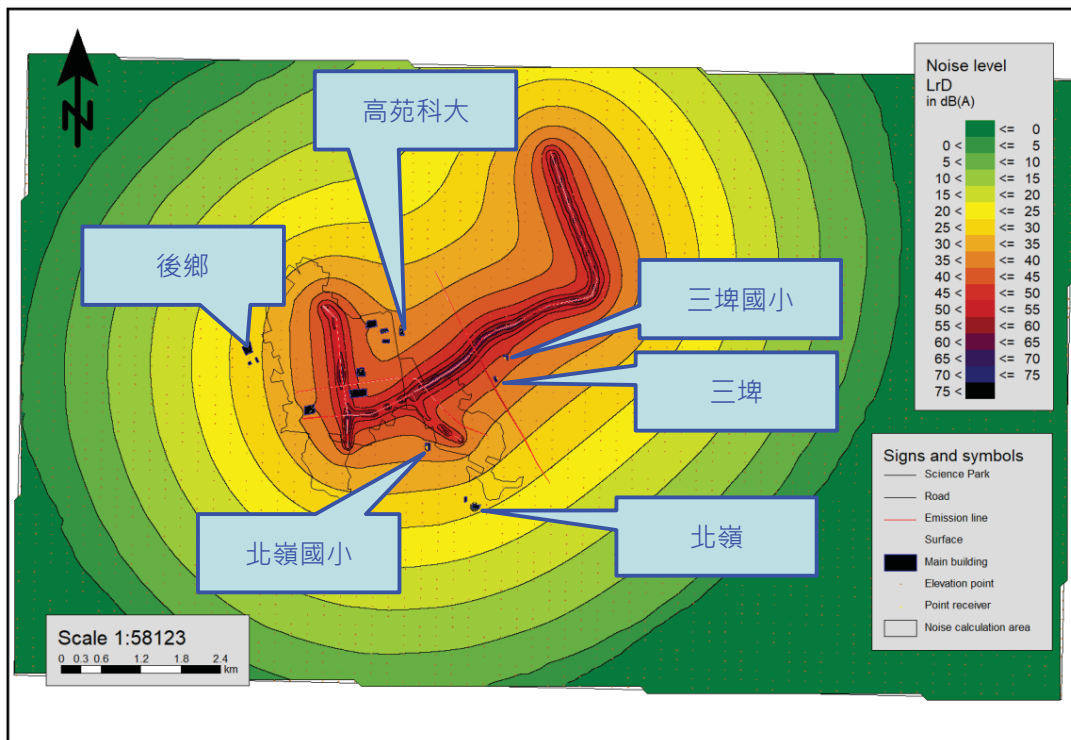 N
高苑科大
後鄉
三埤國小
三埤
北嶺國小
北嶺
Noise level
LrD
in dB(A)
<= 0
0 < <= 5
5 < <= 10
10 < <= 15
15 < <= 20
20 < <= 25
25 < <= 30
30 < <= 35
35 < <= 40
40 < <= 45
45 < <= 50
50 < <= 55
55 < <= 60
60 < <= 65
65 < <= 70
70 < <= 75
75 <
Signs and symbols
Science Park
Road
Emission line
Surface
Main building
Elevation point
Point receiver
Noise calculation area
Scale 1:58123
0 0.3 0.6 1.2 1.8 2.4
km